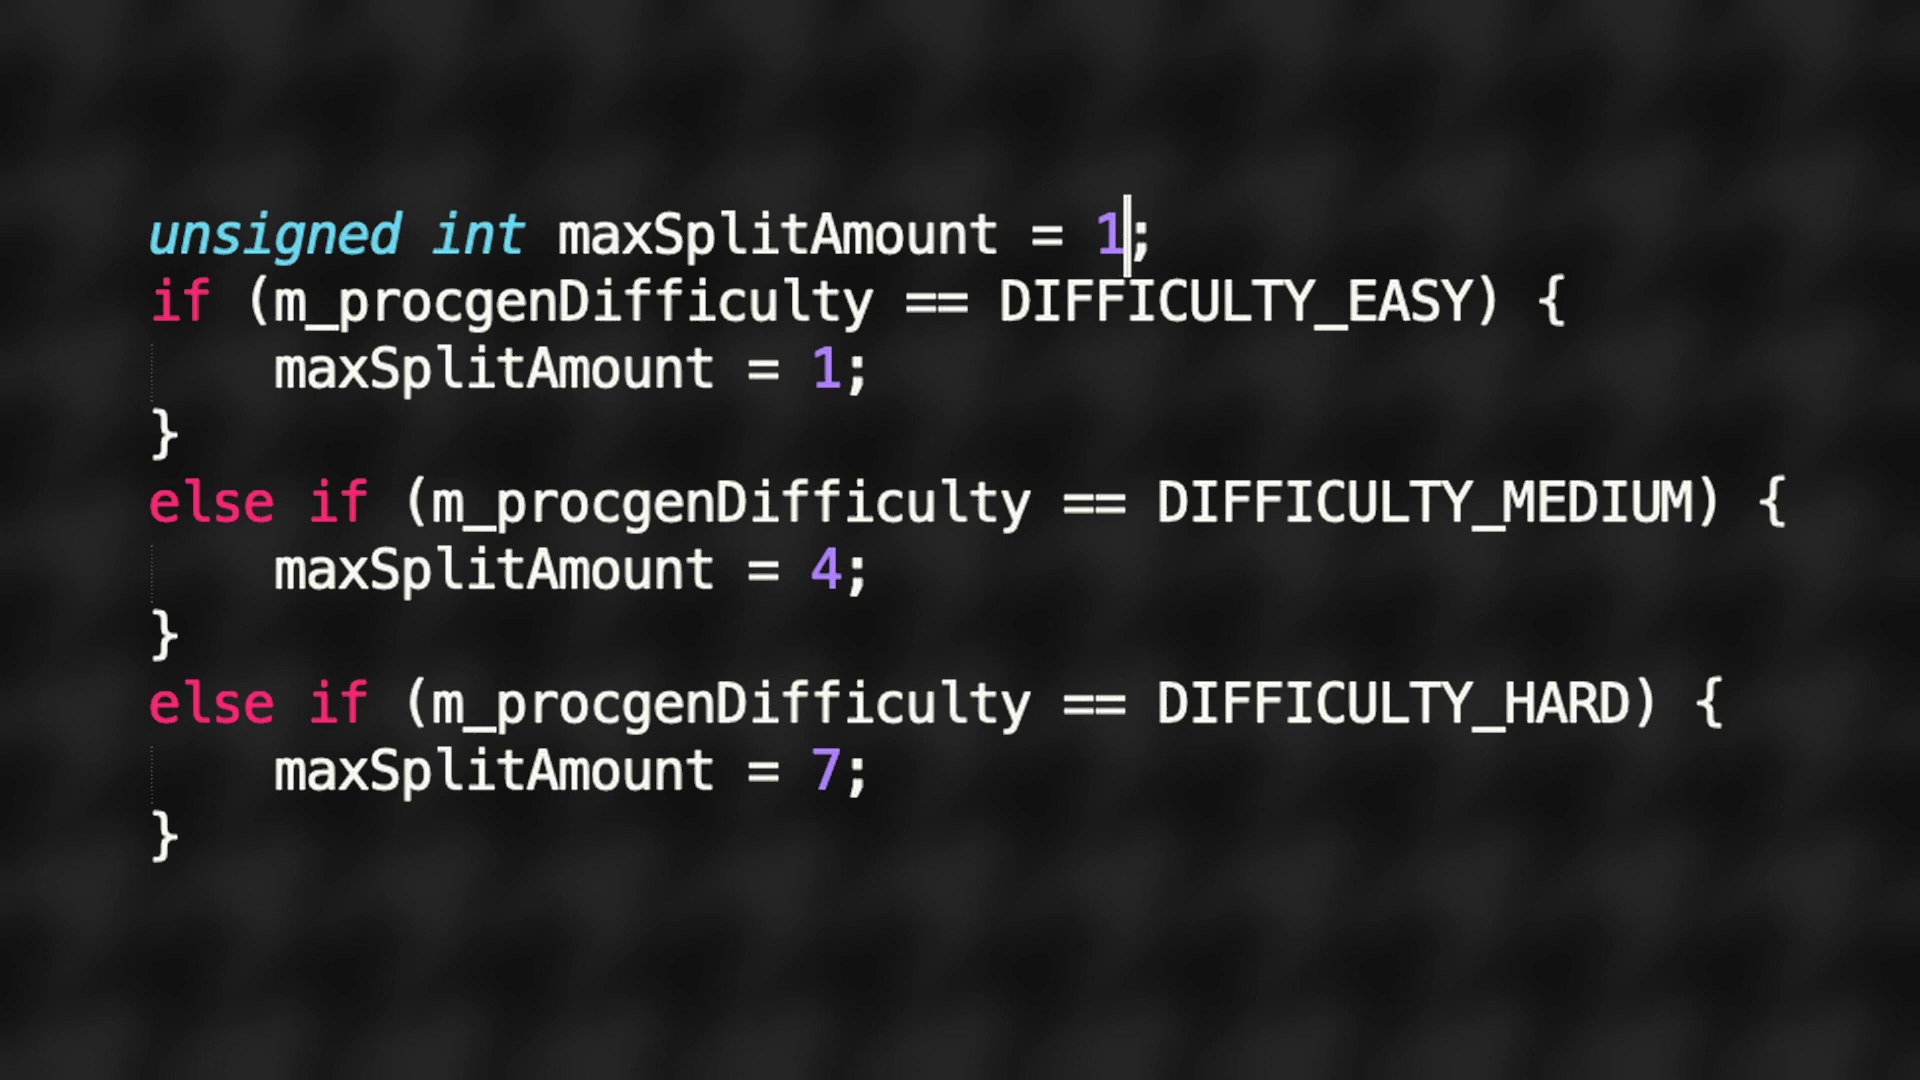 unsigned int maxSplitAmount = 1;
if (m_procgenDifficulty == DIFFICULTY_EASY) {
    maxSplitAmount = 1;
}
else if (m_procgenDifficulty == DIFFICULTY_MEDIUM) {
    maxSplitAmount = 4;
}
else if (m_procgenDifficulty == DIFFICULTY_HARD) {
    maxSplitAmount = 7;
}